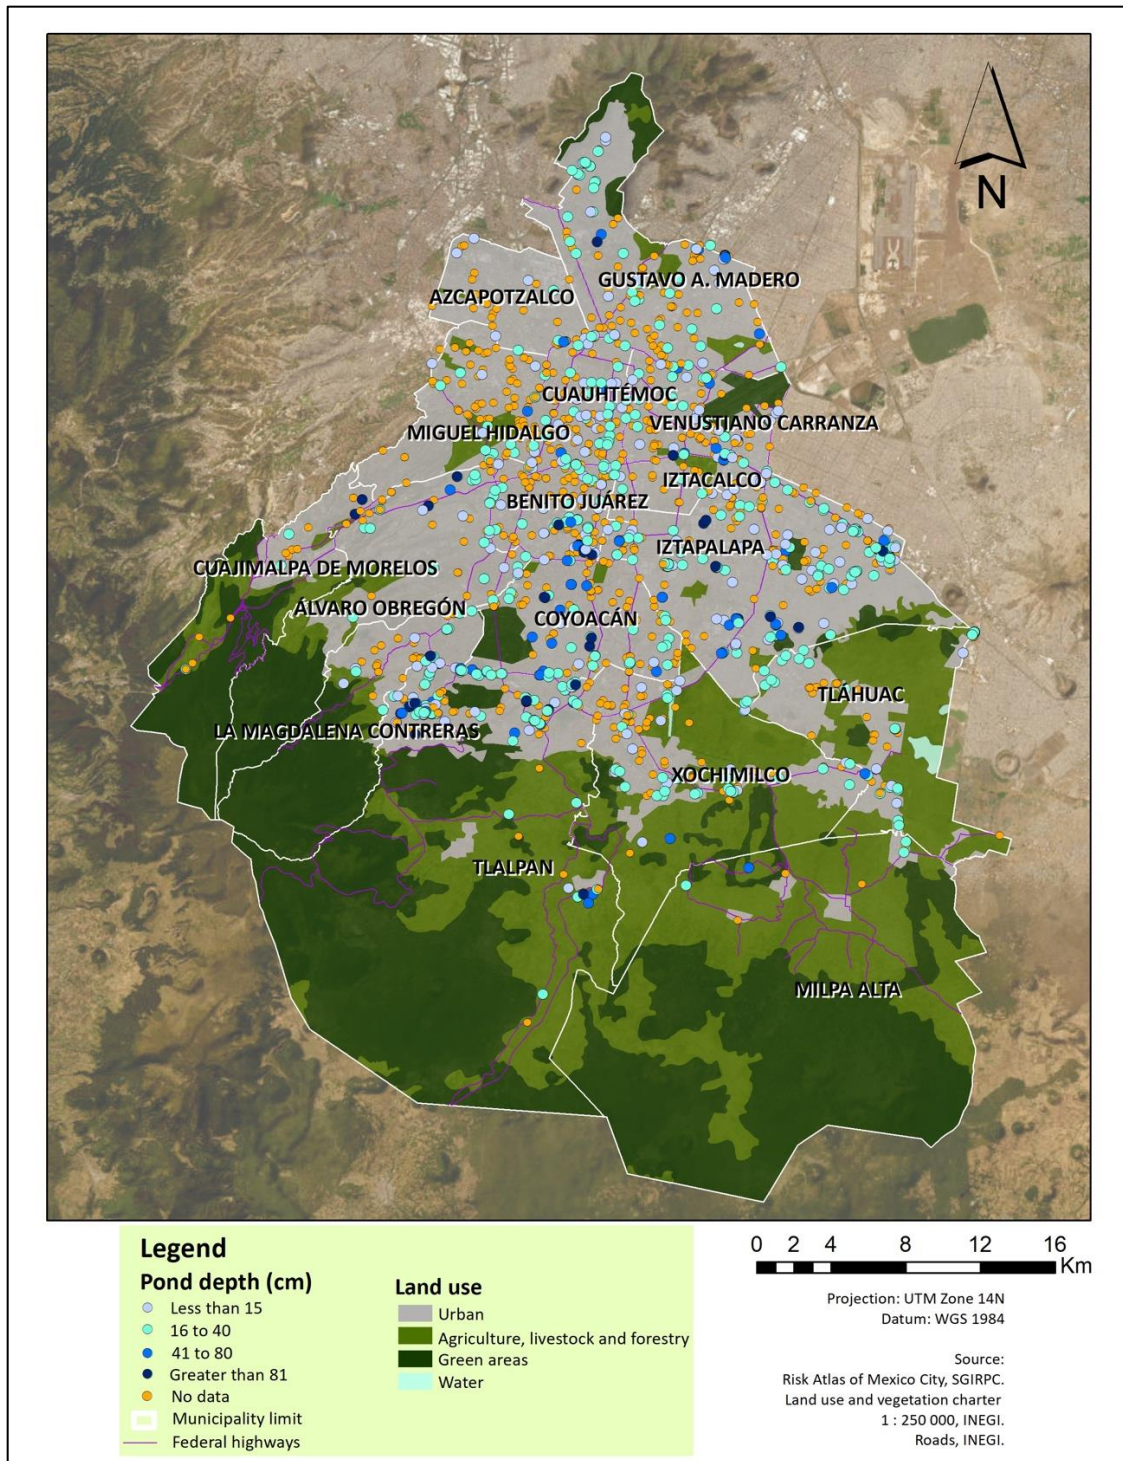 N
GUSTAVO A. MADERO
AZCAPOTZALCO
CUAUHTÉMOC
VENUSTIANO CARRANZA
MIGUEL HIDALGO
IZTACALCO
BENITO JUÁREZ
IZTAPALAPA
CUAJIMALPA DE MORELOS
ÁLVARO OBREGÓN
COYOACÁN
TLÁHUAC
LA MAGDALENA CONTRERAS
XOCHIMILCO
TLALPAN
MILPA ALTA
Legend
Pond depth (cm)
Less than 15
16 to 40
41 to 80
Greater than 81
No data
Municipality limit
Federal highways
Land use
Urban
Agriculture, livestock and forestry
Green areas
Water
0 2 4 8 12 16
Km
Projection: UTM Zone 14N
Datum: WGS 1984
Source:
Risk Atlas of Mexico City, SGIRPC.
Land use and vegetation charter
1 : 250 000, INEGI.
Roads, INEGI.